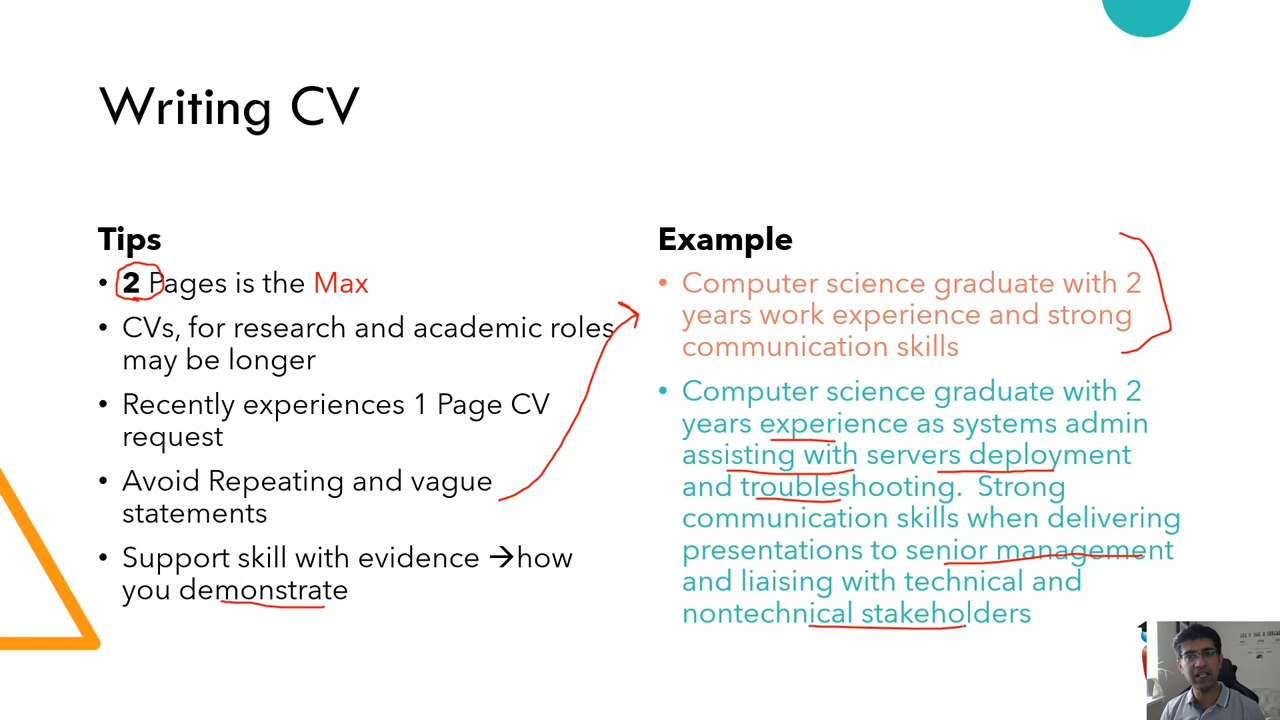 Writing CV
Tips
• 2 Pages is the Max
• CVs, for research and academic roles
may be longer
• Recently experiences 1 Page CV
request
• Avoid Repeating and vague
statements
• Support skill with evidence →how
you demonstrate
Example
• Computer science graduate with 2
years work experience and strong
communication skills
• Computer science graduate with 2
years experience as systems admin
assisting with servers deployment
and troubleshooting.  Strong
communication skills when delivering
presentations to senior management
and liaising with technical and
nontechnical stakeholders